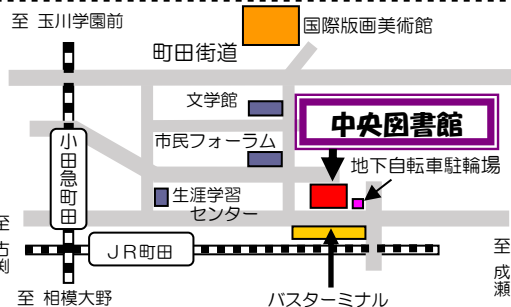 至 玉川学園前
国際版画美術館
町田街道
文学館
中央図書館
市民フォーラム
地下自転車駐輪場
小田急町田
生涯学習
センター
至 古淵
JR町田
至 成瀬
至 相模大野
バスターミナル